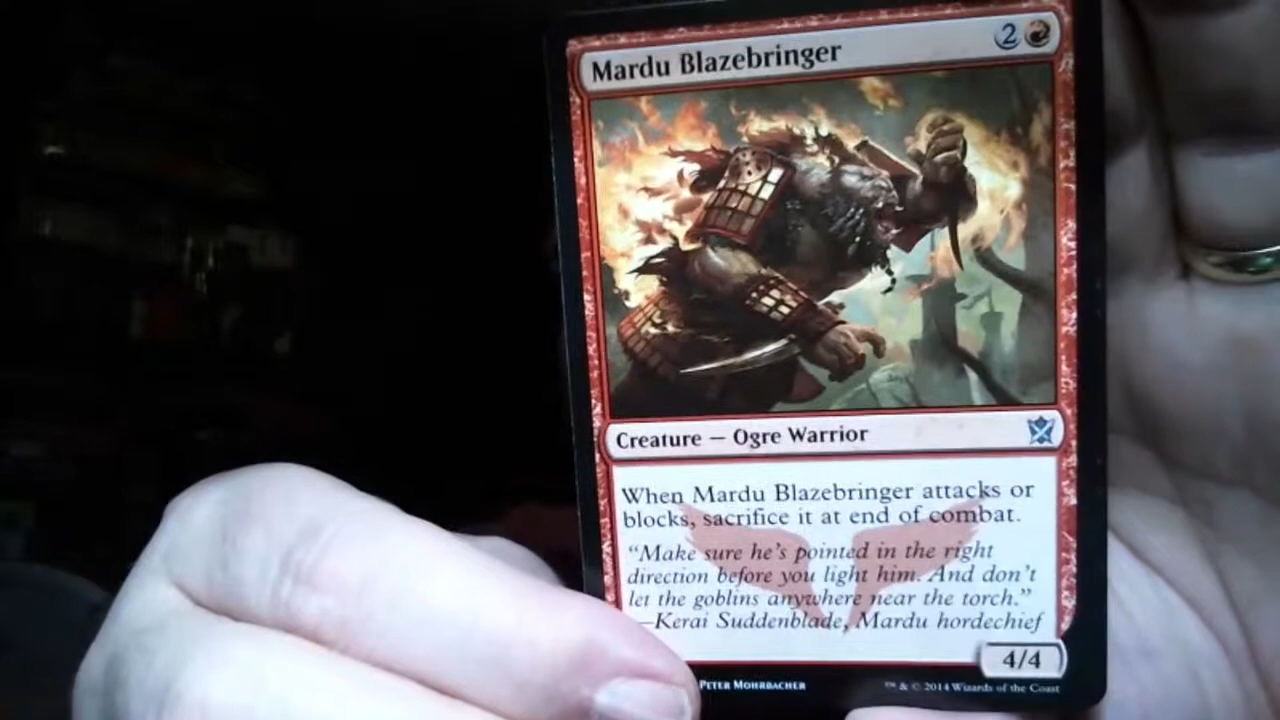 Mardu Blazebringer 2
Creature — Ogre Warrior
When Mardu Blazebringer attacks or
blocks, sacrifice it at end of combat.
“Make sure he’s pointed in the right
direction before you light him. And don’t
let the goblins anywhere near the torch.”
—Kerai Suddenblade, Mardu hordechief
4/4
Peter Mohrbacher ™ & © 2014 Wizards of the Coast